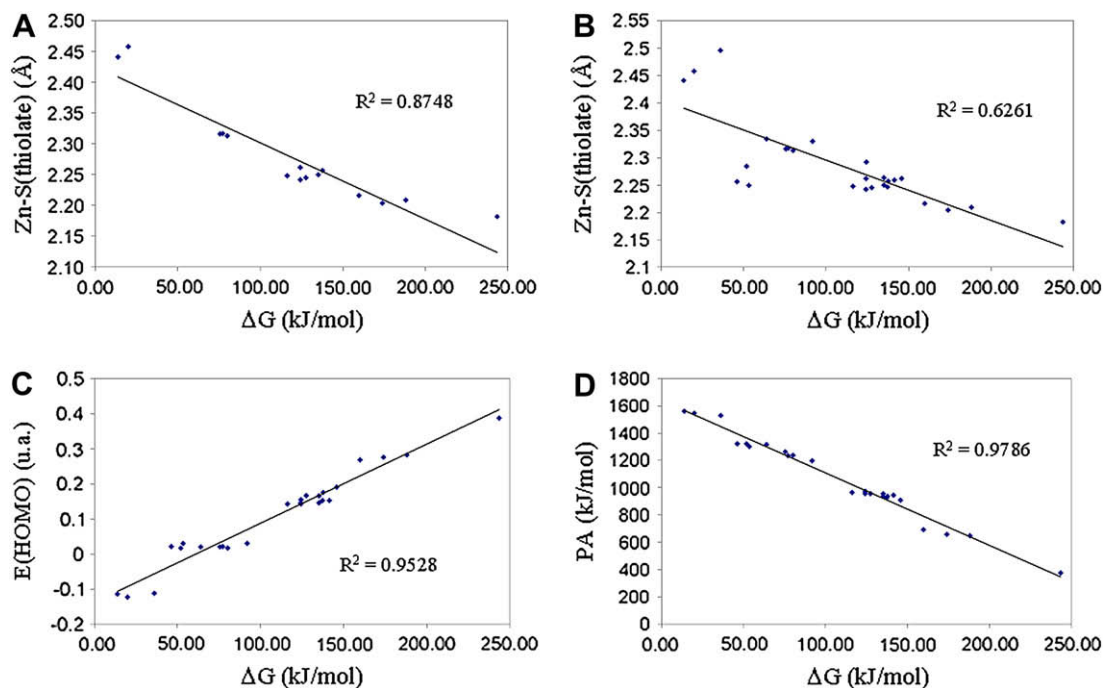 A
Zn-S(thiolate) (Å)
2.50
2.45
2.40
2.35
2.30
2.25
2.20
2.15
2.10
R² = 0.8748
0.00 50.00 100.00 150.00 200.00 250.00
ΔG (kJ/mol)
B
Zn-S(thiolate) (Å)
2.55
2.5
2.45
2.4
2.35
2.3
2.25
2.2
2.15
2.1
R² = 0.6261
0.00 50.00 100.00 150.00 200.00 250.00
ΔG (kJ/mol)
C
E(HOMO) (u.a.)
0.5
0.4
0.3
0.2
0.1
0
-0.1
-0.2
R² = 0.9528
0.00 50.00 100.00 150.00 200.00 250.00
ΔG (kJ/mol)
D
PA (kJ/mol)
1800
1600
1400
1200
1000
800
600
400
200
0
R² = 0.9786
0.00 50.00 100.00 150.00 200.00 250.00
ΔG (kJ/mol)